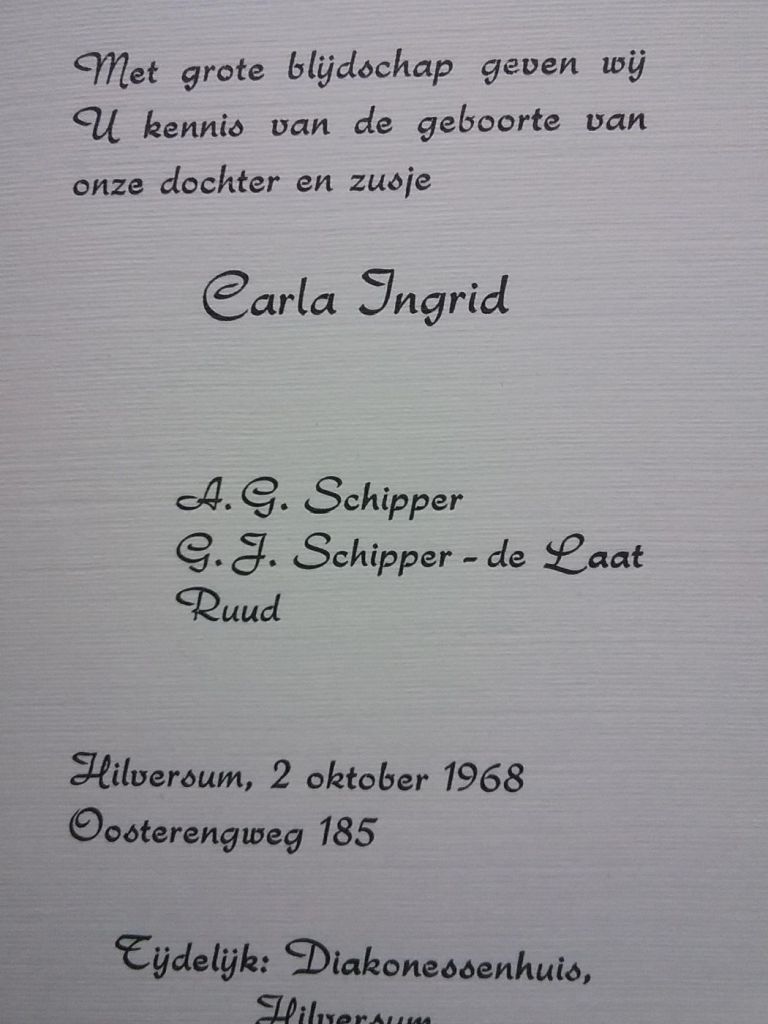 Met grote blijdschap geven wij
U kennis van de geboorte van
onze dochter en zusje
Carla Ingrid
A. G. Schipper
G. J. Schipper - de Laat
Ruud
Hilversum, 2 oktober 1968
Oosterengweg 185
Tijdelijk: Diakonessenhuis,
Hilversum